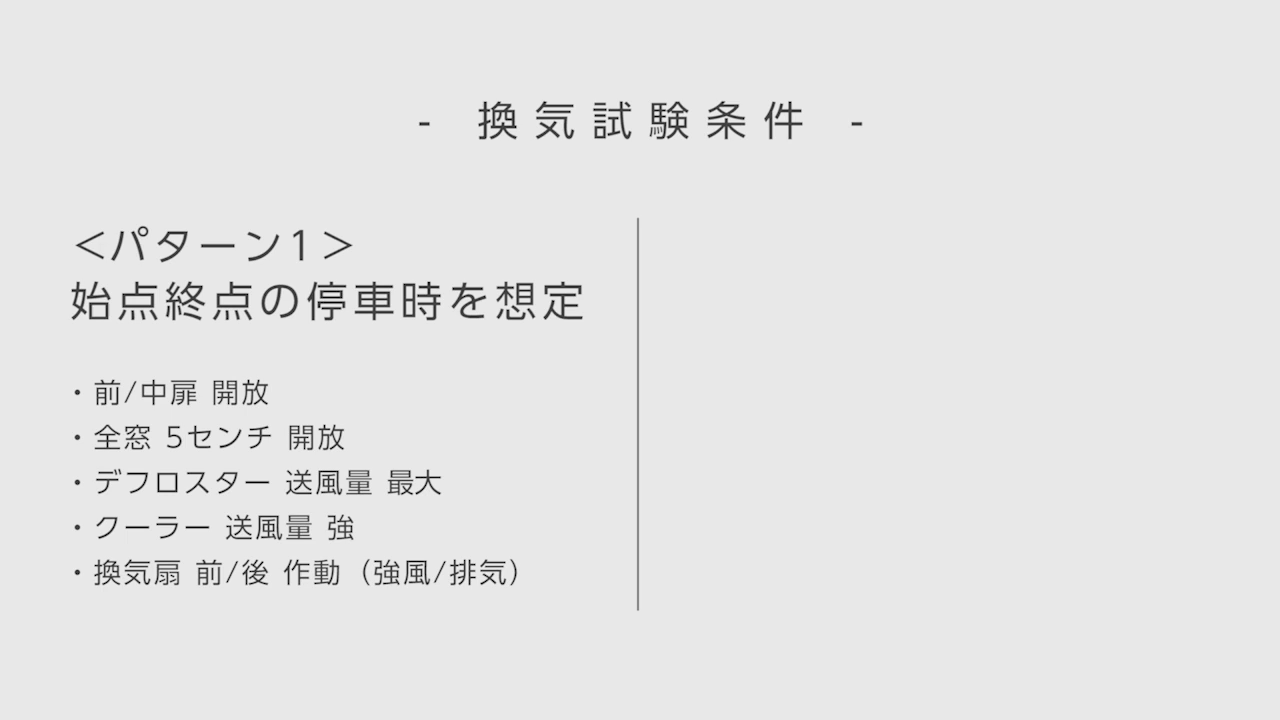 - 換気試験条件 -
＜パターン1＞
始点終点の停車時を想定
・前/中扉 開放
・全窓 5センチ 開放
・デフロスター 送風量 最大
・クーラー 送風量 強
・換気扇 前/後 作動（強風/排気）